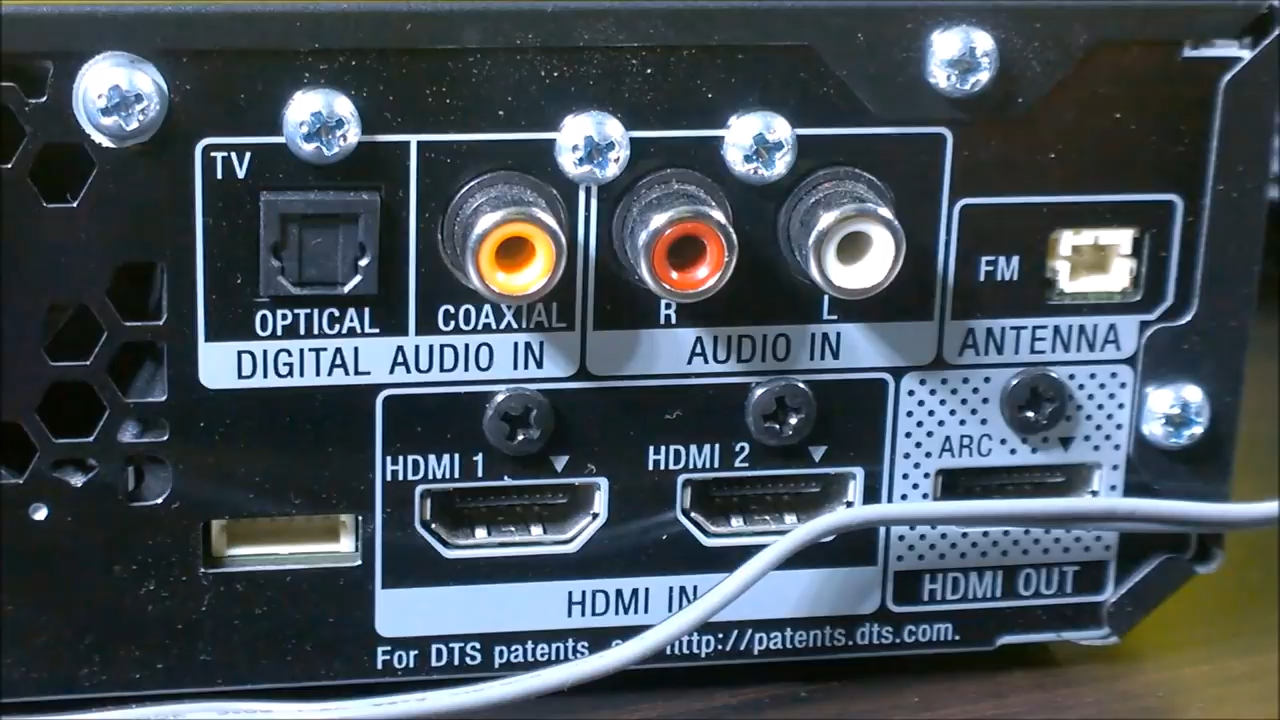 TV
OPTICAL
COAXIAL
DIGITAL AUDIO IN
R
L
AUDIO IN
FM
ANTENNA
HDMI 1
HDMI 2
HDMI IN
ARC
HDMI OUT
For DTS patents, http://patents.dts.com.